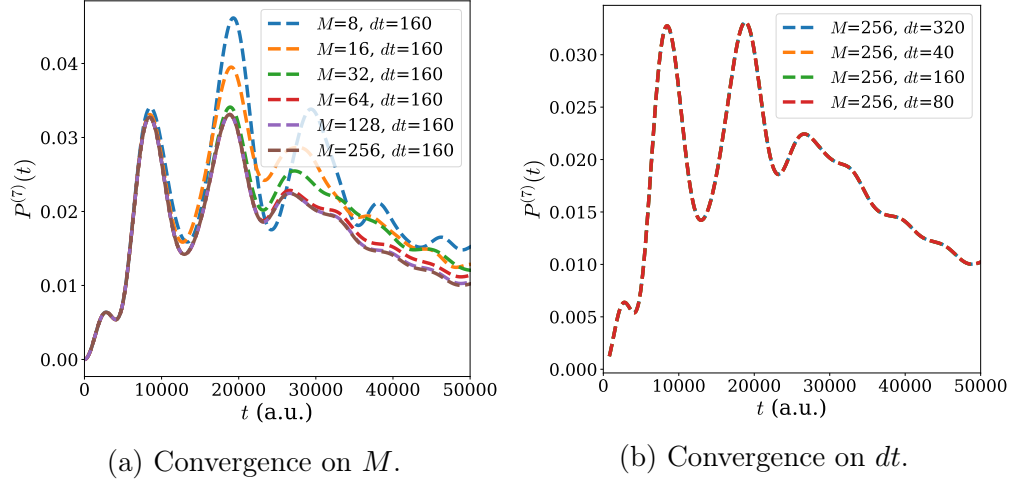 M=8, dt=160
M=16, dt=160
M=32, dt=160
M=64, dt=160
M=128, dt=160
M=256, dt=160
0.04
0.03
0.02
0.01
0.00
P^{(7)}(t)
0 10000 20000 30000 40000 50000
t (a.u.)
(a) Convergence on M.
M=256, dt=320
M=256, dt=40
M=256, dt=160
M=256, dt=80
0.030
0.025
0.020
0.015
0.010
0.005
0.000
P^{(7)}(t)
0 10000 20000 30000 40000 50000
t (a.u.)
(b) Convergence on dt.